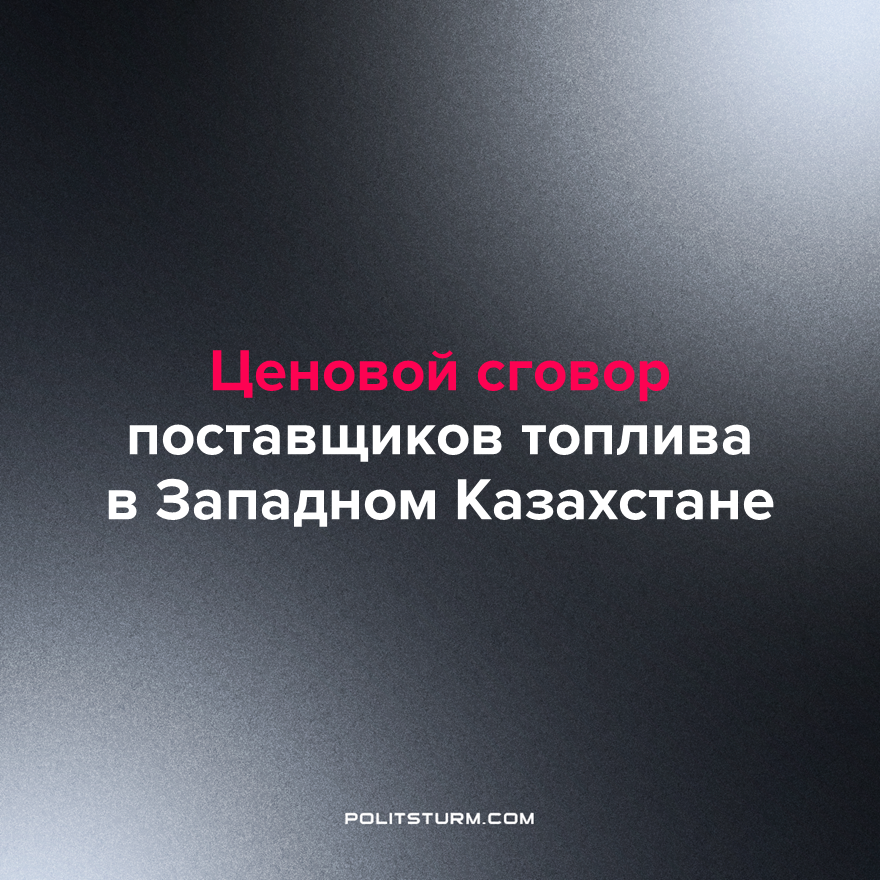 Ценовой сговор
поставщиков топлива
в Западном Казахстане
POLITSTURM.COM